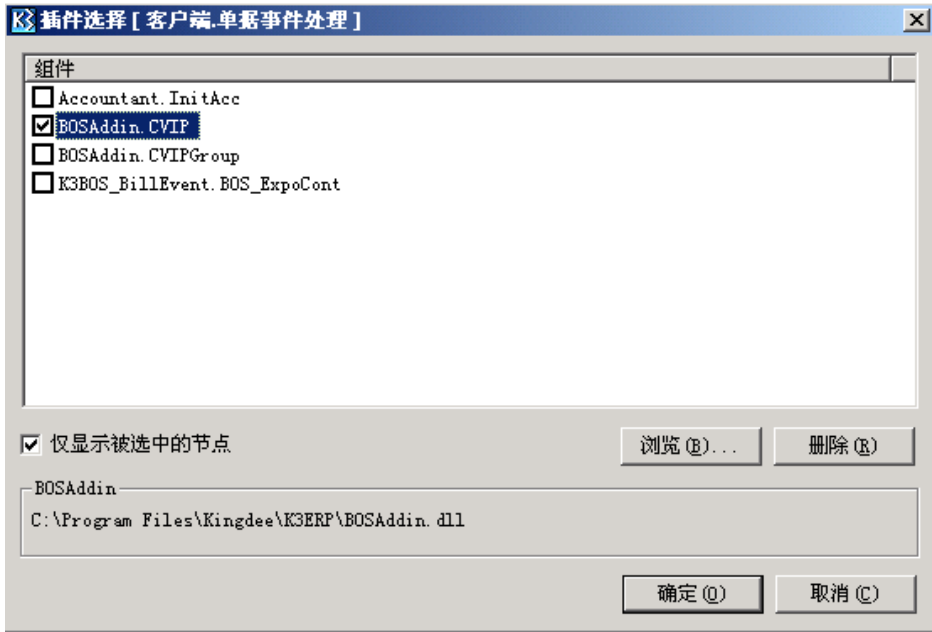 K3 插件选择 [ 客户端.单据事件处理 ]
组件
Accountant.InitAcc
BOSAddin.CVIP
BOSAddin.CVIPGroup
K3BOS_BillEvent.BOS_ExpoCont
仅显示被选中的节点
浏览(B)...
删除(R)
BOSAddin
C:\Program Files\Kingdee\K3ERP\BOSAddin.dll
确定(O)
取消(C)